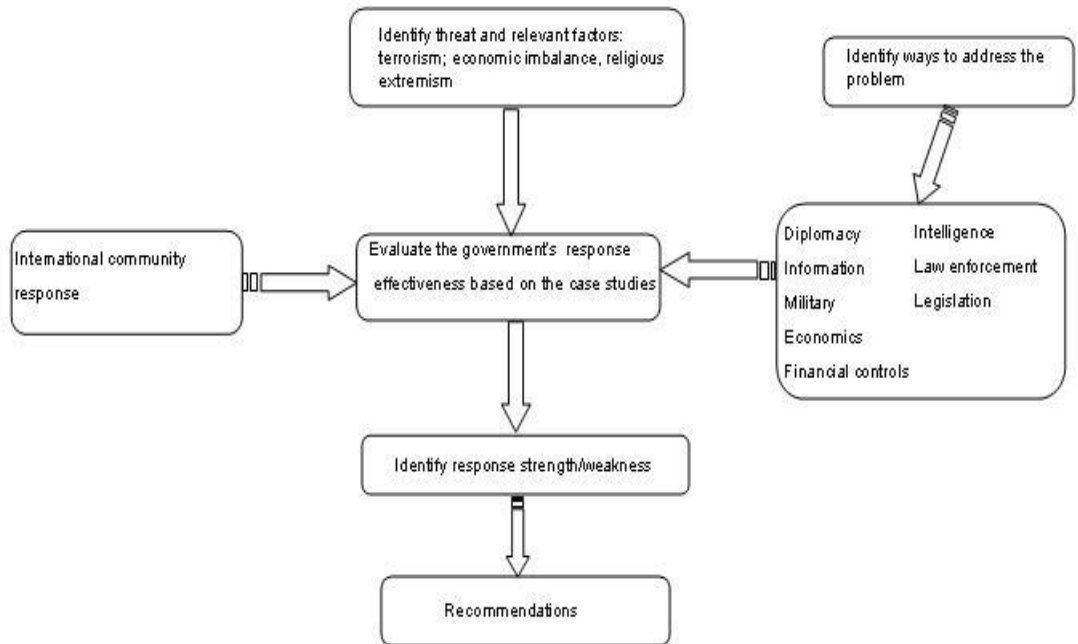 Identify threat and relevant factors:
terrorism; economic imbalance, religious
extremism
Identify ways to address the
problem
International community
response
Evaluate the government's response
effectiveness based on the case studies
Diplomacy
Information
Military
Economics
Financial controls
Intelligence
Law enforcement
Legislation
Identify response strength/weakness
Recommendations